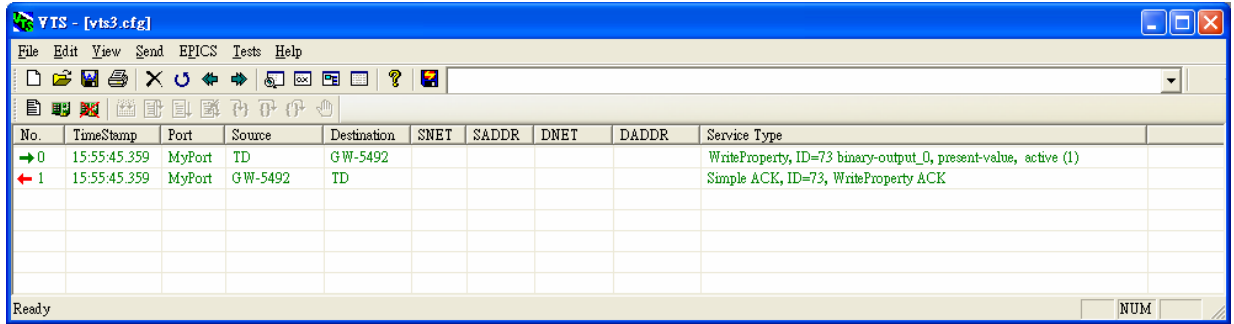 VTS - [vts3.cfg]
File Edit View Send EPICS Tests Help
No. TimeStamp Port Source Destination SNET SADDR DNET DADDR Service Type
0 15:55:45.359 MyPort TD GW-5492 WriteProperty, ID=73 binary-output_0, present-value, active (1)
1 15:55:45.359 MyPort GW-5492 TD Simple ACK, ID=73, WriteProperty ACK
Ready NUM